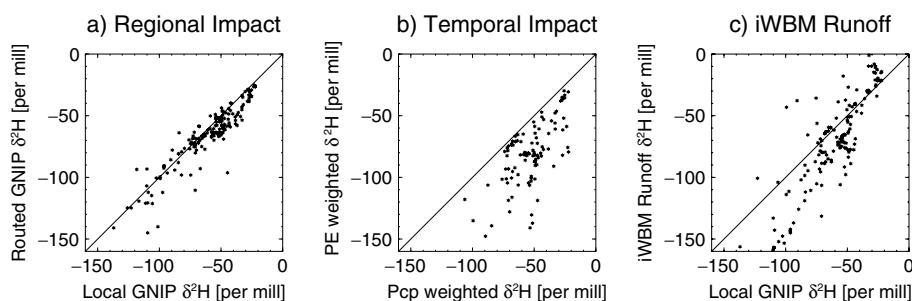 a) Regional Impact
b) Temporal Impact
c) iWBM Runoff
Routed GNIP δ²H [per mill]
0
−50
−100
−150
−150 −100 −50 0
Local GNIP δ²H [per mill]
PE weighted δ²H [per mill]
0
−50
−100
−150
−150 −100 −50 0
Pcp weighted δ²H [per mill]
iWBM Runoff δ²H [per mill]
0
−50
−100
−150
−150 −100 −50 0
Local GNIP δ²H [per mill]